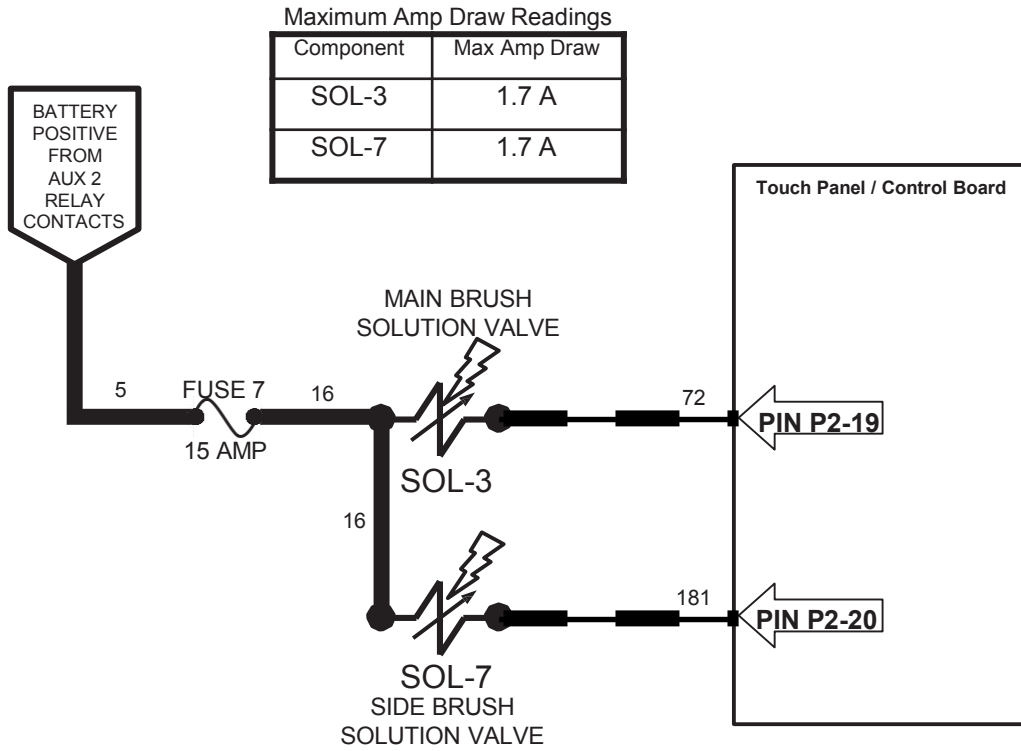 Maximum Amp Draw Readings
Component Max Amp Draw
SOL-3 1.7 A
SOL-7 1.7 A
BATTERY
POSITIVE
FROM
AUX 2
RELAY
CONTACTS
Touch Panel / Control Board
MAIN BRUSH
SOLUTION VALVE
5 FUSE 7 16 72
15 AMP
PIN P2-19
SOL-3
16
181
PIN P2-20
SOL-7
SIDE BRUSH
SOLUTION VALVE